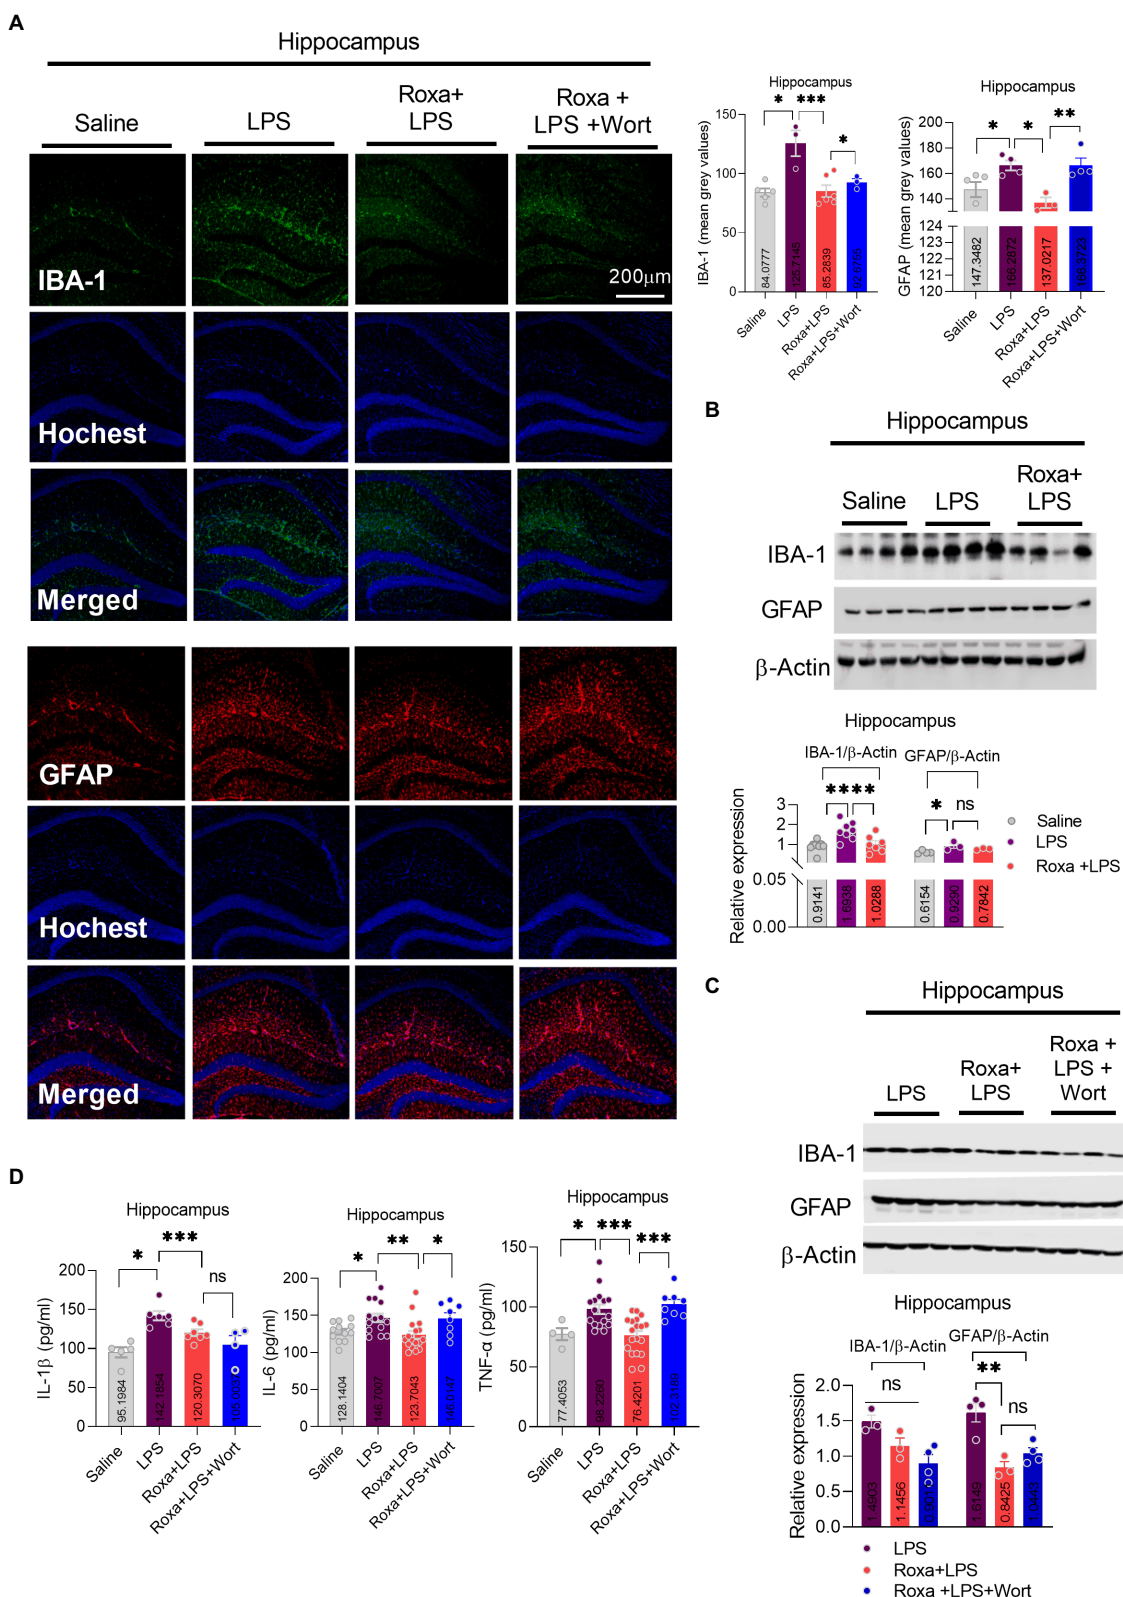 A
Hippocampus
Saline
LPS
Roxa+
LPS
Roxa +
LPS +Wort
IBA-1
200μm
Hochest
Merged
GFAP
Hochest
Merged
Hippocampus
* ***
*
IBA-1 (mean grey values)
150
100
50
0
84.0777
125.7145
85.2839
Saline
LPS
Roxa+LPS
Roxa+LPS+Wort
Hippocampus
* * **
GFAP (mean grey values)
200
180
160
140
124
123
122
121
120
147.3482
166.2872
137.0217
Saline
LPS
Roxa+LPS
Roxa+LPS+Wort
B
Hippocampus
Saline
LPS
Roxa+
LPS
IBA-1
GFAP
β-Actin
Hippocampus
IBA-1/β-Actin
GFAP/β-Actin
****
* ns
Relative expression
3
2
1
0.05
0.00
0.9141
1.6938
1.0288
0.6154
0.9290
0.7842
Saline
LPS
Roxa +LPS
C
Hippocampus
LPS
Roxa+
LPS
Roxa +
LPS +
Wort
IBA-1
GFAP
β-Actin
Hippocampus
IBA-1/β-Actin
GFAP/β-Actin
ns
**
ns
Relative expression
2.0
1.5
1.0
0.5
0.0
1.4903
1.1456
1.6149
0.8425
LPS
Roxa+LPS
Roxa +LPS+Wort
D
Hippocampus
* ***
ns
IL-1β (pg/ml)
200
150
100
50
0
95.1984
142.1854
120.3070
Saline
LPS
Roxa+LPS
Roxa+LPS+Wort
Hippocampus
* ** *
IL-6 (pg/ml)
200
150
100
50
0
128.1404
146.7007
123.7043
Saline
LPS
Roxa+LPS
Roxa+LPS+Wort
Hippocampus
* *** ***
TNF-α (pg/ml)
150
100
50
0
77.4053
98.2260
76.4201
102.3189
Saline
LPS
Roxa+LPS
Roxa+LPS+Wort